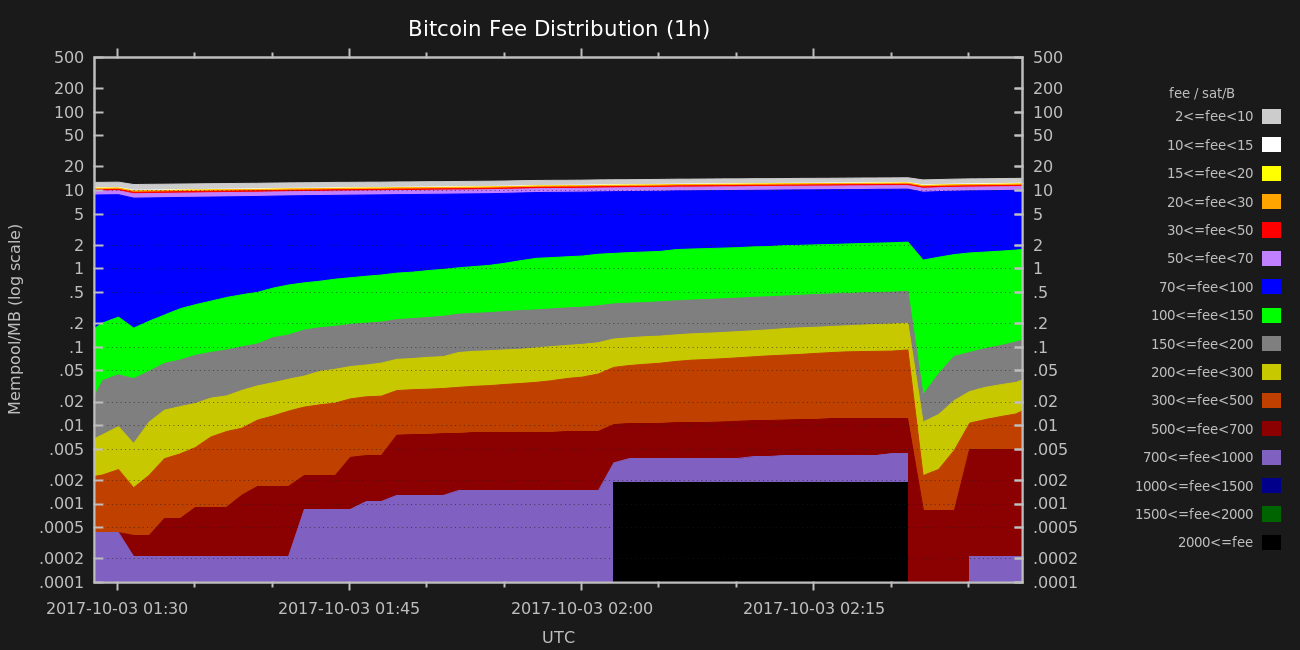 Bitcoin Fee Distribution (1h)
500 500
200 200
100 100
50 50
20 20
10 10
5 5
2 2
1 1
.5 .5
.2 .2
.1 .1
.05 .05
.02 .02
.01 .01
.005 .005
.002 .002
.001 .001
.0005 .0005
.0002 .0002
.0001 .0001
Mempool/MB (log scale)
2017-10-03 01:30 2017-10-03 01:45 2017-10-03 02:00 2017-10-03 02:15
UTC
fee / sat/B
2<=fee<10
10<=fee<15
15<=fee<20
20<=fee<30
30<=fee<50
50<=fee<70
70<=fee<100
100<=fee<150
150<=fee<200
200<=fee<300
300<=fee<500
500<=fee<700
700<=fee<1000
1000<=fee<1500
1500<=fee<2000
2000<=fee